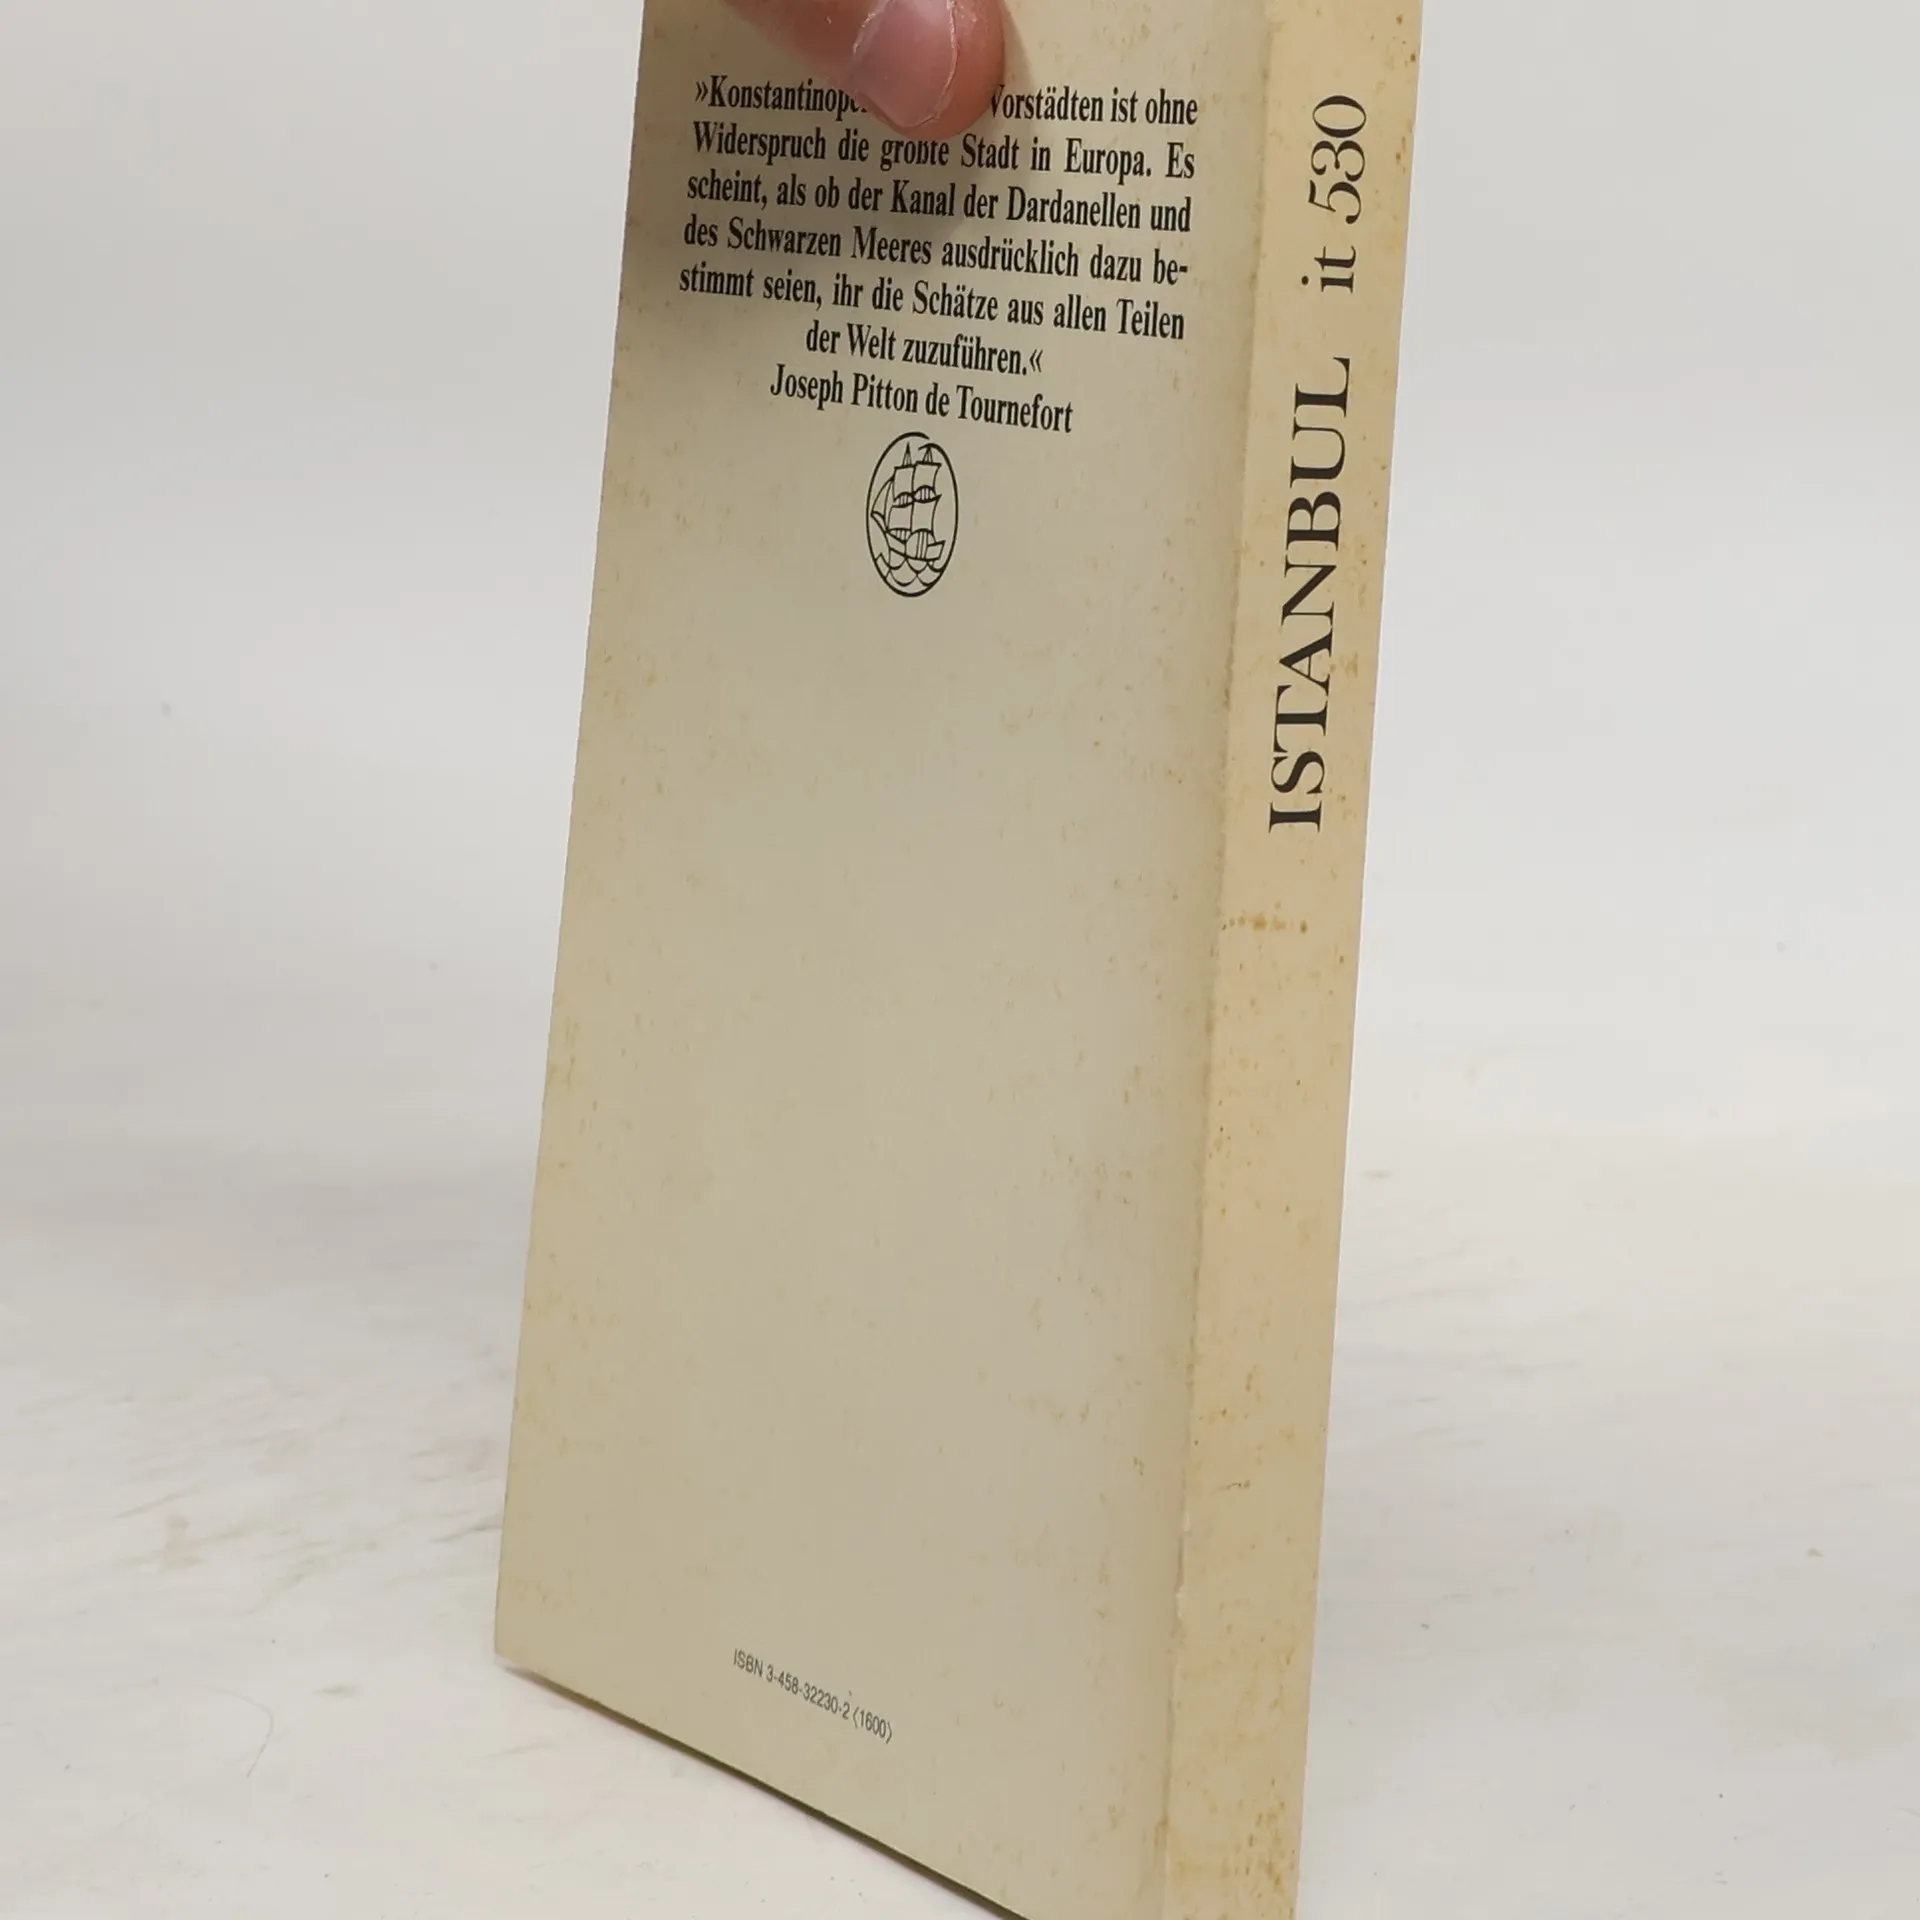 »Konstantinope Vorstädten ist ohne
Widerspruch die größte Stadt in Europa. Es
scheint, als ob der Kanal der Dardanellen und
des Schwarzen Meeres ausdrücklich dazu be-
stimmt seien, ihr die Schätze aus allen Teilen
der Welt zuzuführen.«
Joseph Pitton de Tournefort
ISBN 3-458-32230-2 ⟨1600⟩
ISTANBUL it 530